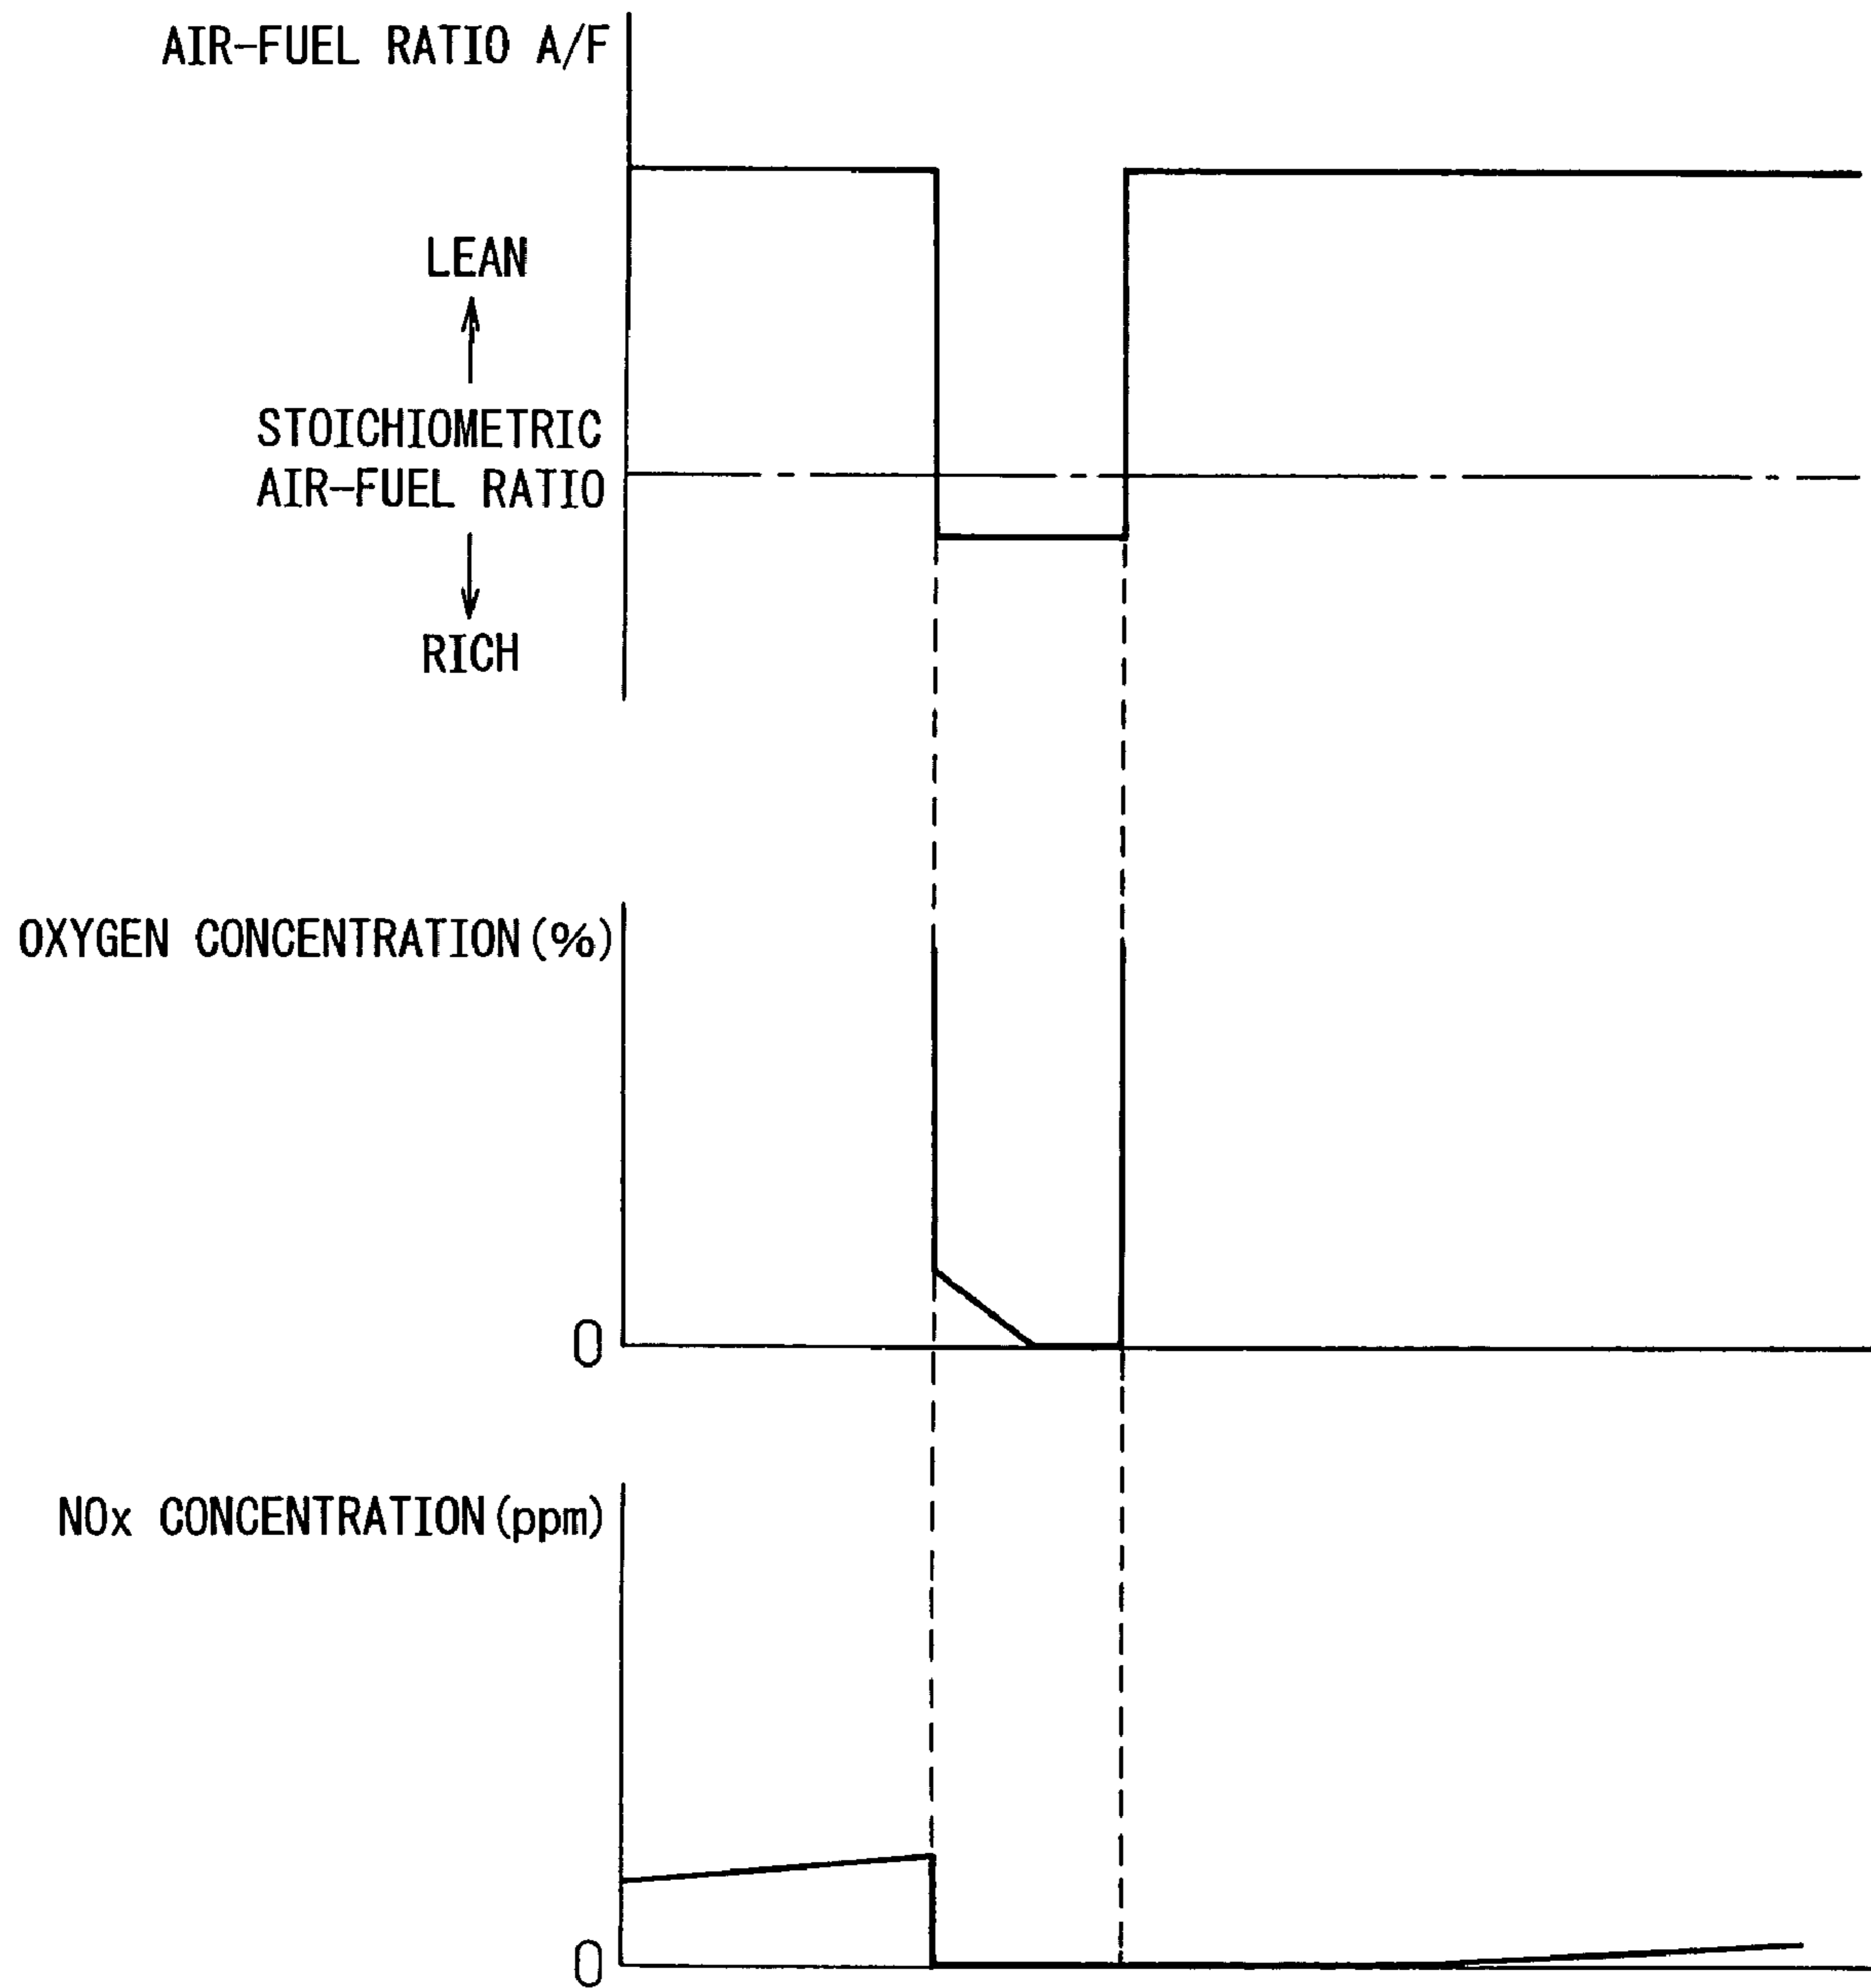 AIR-FUEL RATIO A/F
LEAN
STOICHIOMETRIC
AIR-FUEL RATIO
RICH
OXYGEN CONCENTRATION(%)
0
NOx CONCENTRATION(ppm)
0